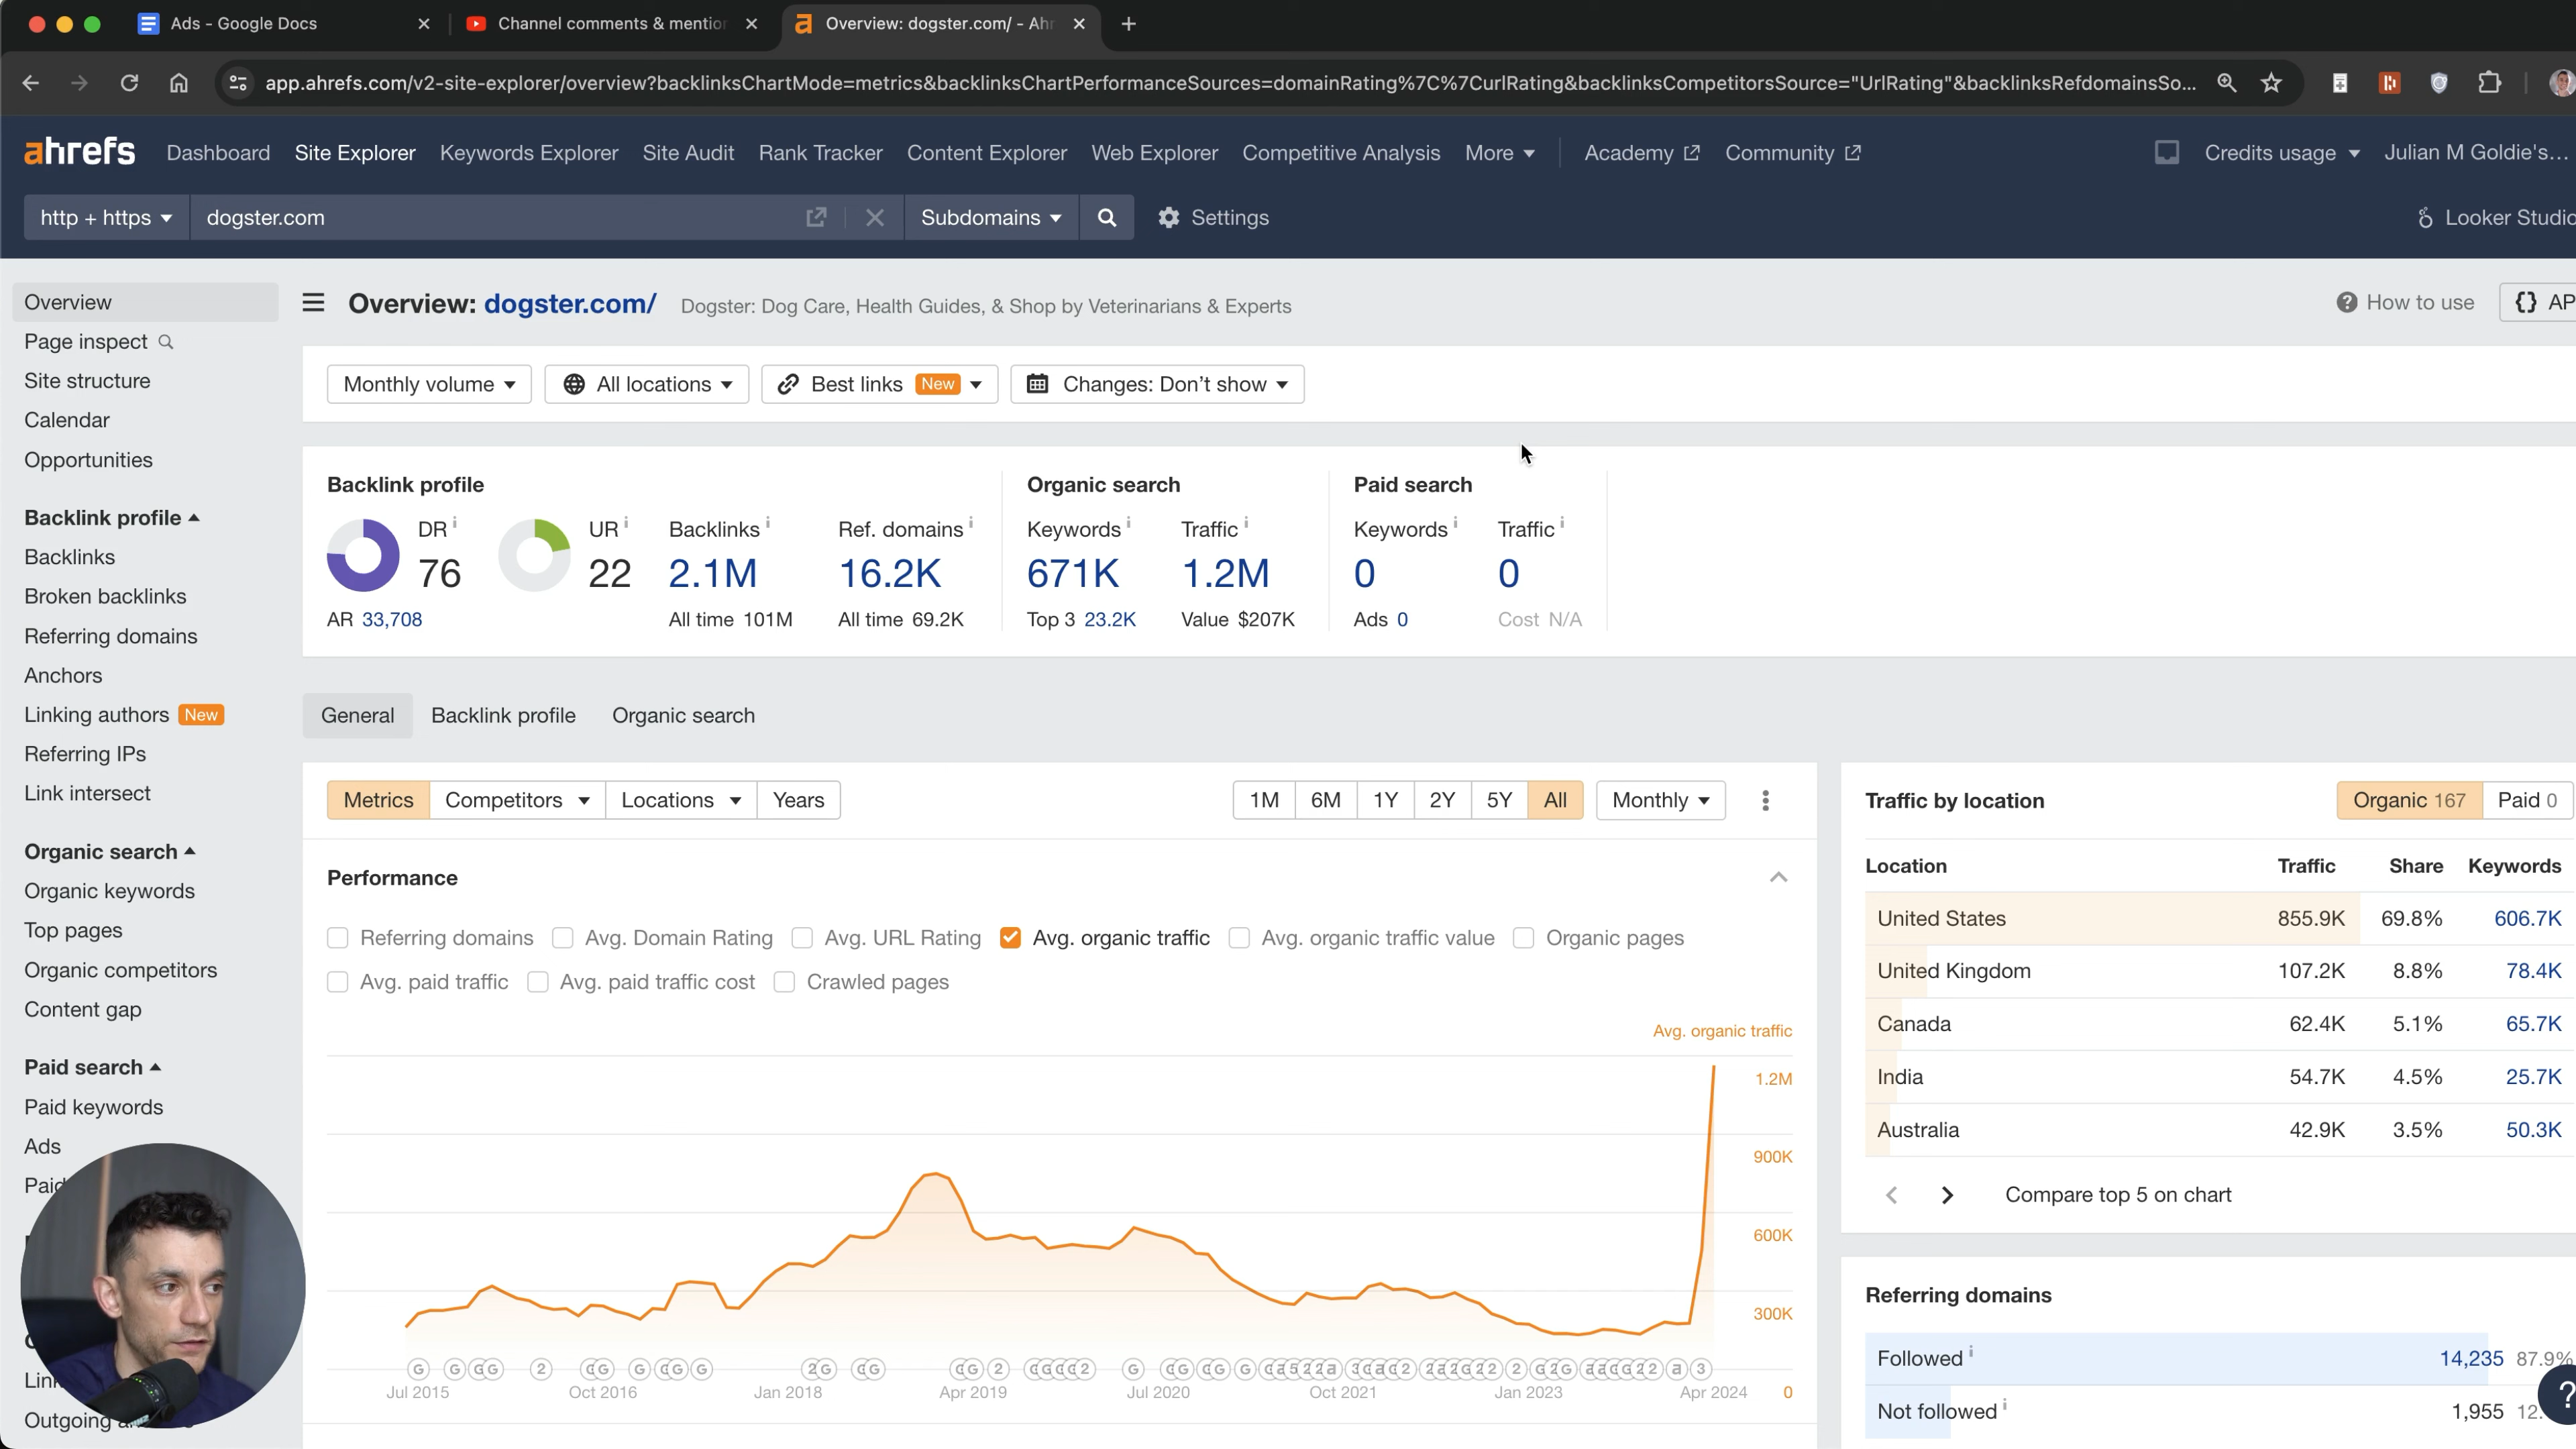 Ads - Google Docs
Channel comments & mention
Overview: dogster.com/ - Ahr
app.ahrefs.com/v2-site-explorer/overview?backlinksChartMode=metrics&backlinksChartPerformanceSources=domainRating%7C%7CurlRating&backlinksCompetitorsSource="UrlRating"&backlinksRefdomainsSo...
ahrefs Dashboard Site Explorer Keywords Explorer Site Audit Rank Tracker Content Explorer Web Explorer Competitive Analysis More Academy Community Credits usage Julian M Goldie's...
http + https dogster.com Subdomains Settings Looker Studio
Overview
Page inspect
Site structure
Calendar
Opportunities
Backlink profile
Backlinks
Broken backlinks
Referring domains
Anchors
Linking authors New
Referring IPs
Link intersect
Organic search
Organic keywords
Top pages
Organic competitors
Content gap
Paid search
Paid keywords
Ads
Paid
Outgoing
Overview: dogster.com/ Dogster: Dog Care, Health Guides, & Shop by Veterinarians & Experts
How to use {} AP
Monthly volume All locations Best links New Changes: Don't show
Backlink profile Organic search Paid search
DR UR Backlinks Ref. domains Keywords Traffic Keywords Traffic
76 22 2.1M 16.2K 671K 1.2M 0 0
AR 33,708 All time 101M All time 69.2K Top 3 23.2K Value $207K Ads 0 Cost N/A
General Backlink profile Organic search
Metrics Competitors Locations Years 1M 6M 1Y 2Y 5Y All Monthly
Performance
Referring domains Avg. Domain Rating Avg. URL Rating Avg. organic traffic Avg. organic traffic value Organic pages
Avg. paid traffic Avg. paid traffic cost Crawled pages
Avg. organic traffic
1.2M
900K
600K
300K
0
Jul 2015 Oct 2016 Jan 2018 Apr 2019 Jul 2020 Oct 2021 Jan 2023 Apr 2024
Traffic by location Organic 167 Paid 0
Location Traffic Share Keywords
United States 855.9K 69.8% 606.7K
United Kingdom 107.2K 8.8% 78.4K
Canada 62.4K 5.1% 65.7K
India 54.7K 4.5% 25.7K
Australia 42.9K 3.5% 50.3K
Compare top 5 on chart
Referring domains
Followed 14,235 87.9%
Not followed 1,955 12.
?